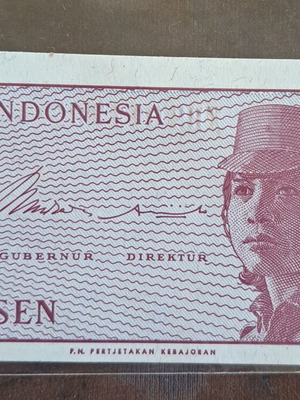 INDONESIA
GUBERNUR DIREKTUR
SEN
P.N. PERTJETAKAN KEBAJORAN